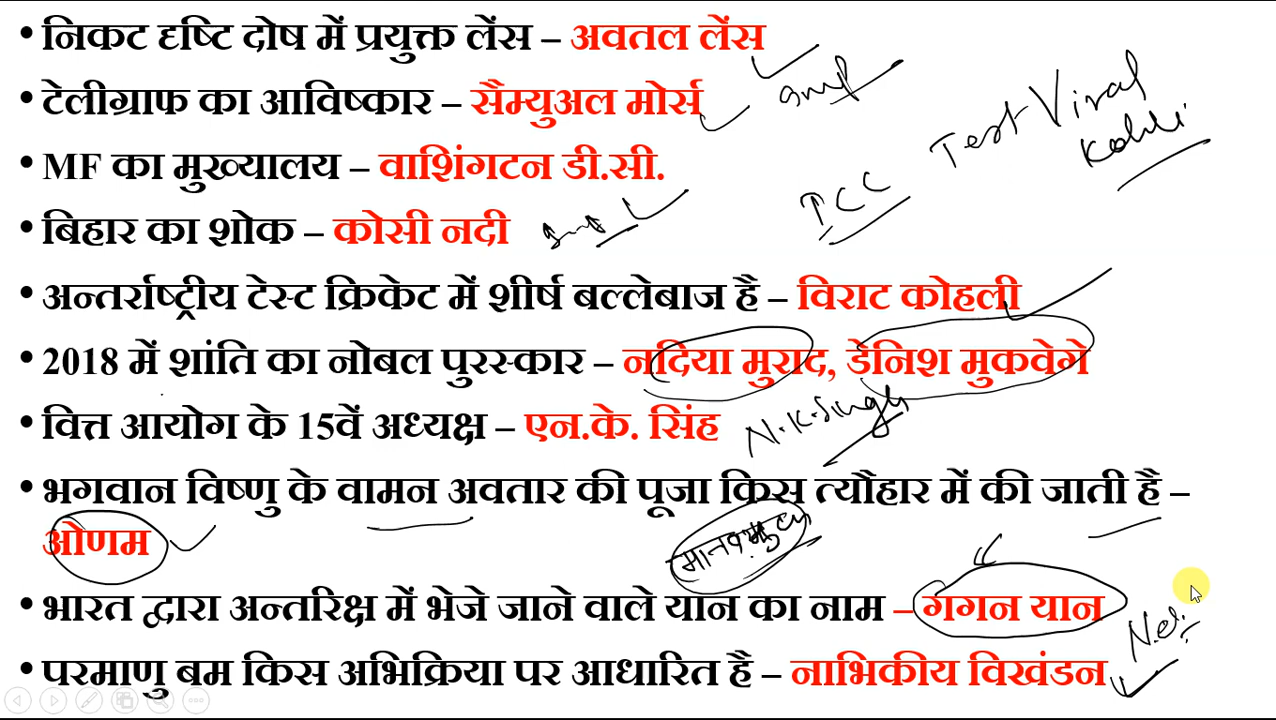 • निकट दृष्टि दोष में प्रयुक्त लेंस – अवतल लेंस
• टेलीग्राफ का आविष्कार – सैम्युअल मोर्स
• MF का मुख्यालय – वाशिंगटन डी.सी.
• बिहार का शोक – कोसी नदी
Test Viral
Kohli
ICC
• अन्तर्राष्ट्रीय टेस्ट क्रिकेट में शीर्ष बल्लेबाज है – विराट कोहली
• 2018 में शांति का नोबल पुरस्कार – नदिया मुराद, डेनिश मुकवेगे
• वित्त आयोग के 15वें अध्यक्ष – एन.के. सिंह N.K.Singh
• भगवान विष्णु के वामन अवतार की पूजा किस त्यौहार में की जाती है –
ओणम
• भारत द्वारा अन्तरिक्ष में भेजे जाने वाले यान का नाम – गगन यान
• परमाणु बम किस अभिक्रिया पर आधारित है – नाभिकीय विखंडन